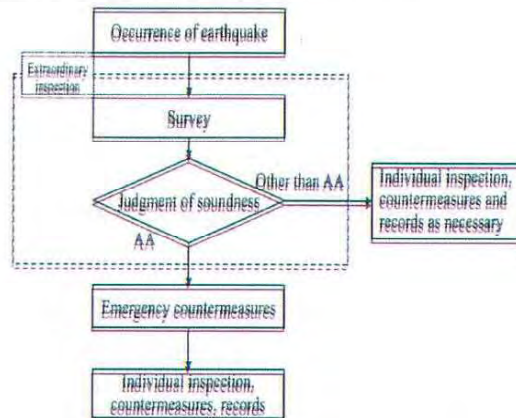 Occurrence of earthquake
Extraordinary
inspection
Survey
Judgment of soundness
Other than AA
Individual inspection,
countermeasures and
records as necessary
AA
Emergency countermeasures
Individual inspection,
countermeasures, records